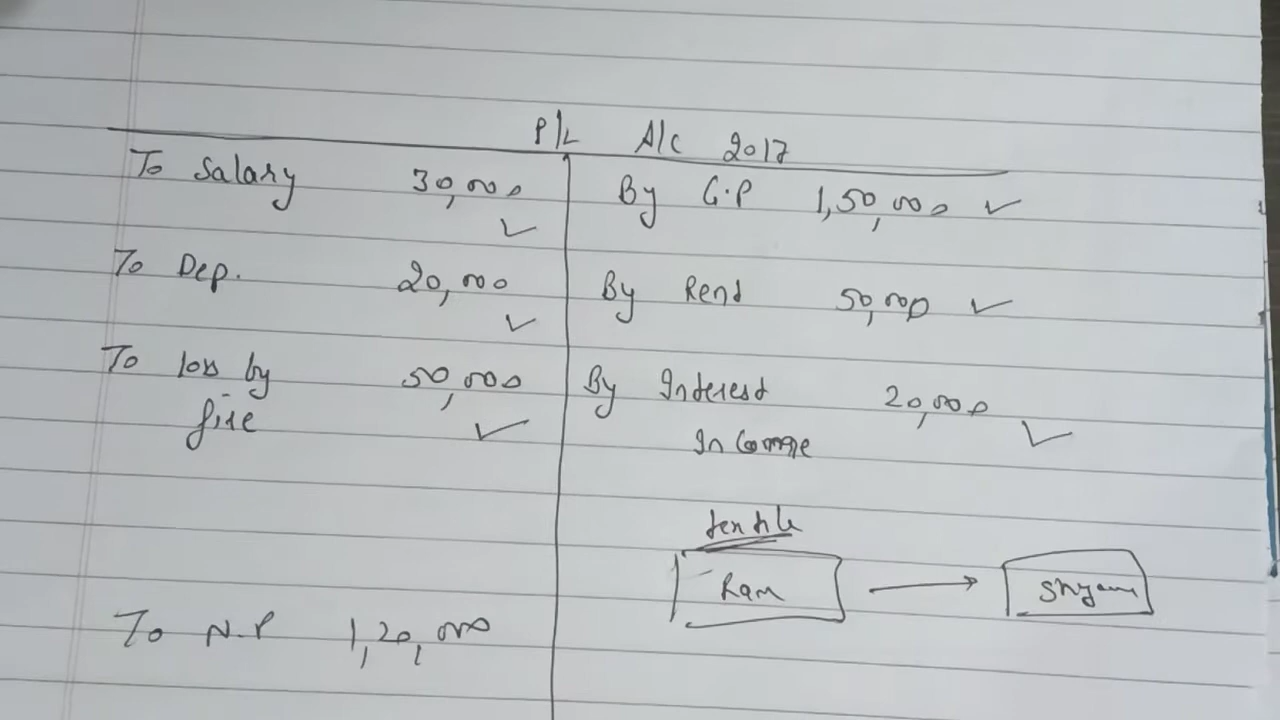 P/L A/C 2017
To Salary 30,000 By G.P 1,50,000
To Dep. 20,000 By Rent 50,000
To loss by 50,000 By Interest 20,000
fire Income
textile
Ram Shyam
To N.P 1,20,000